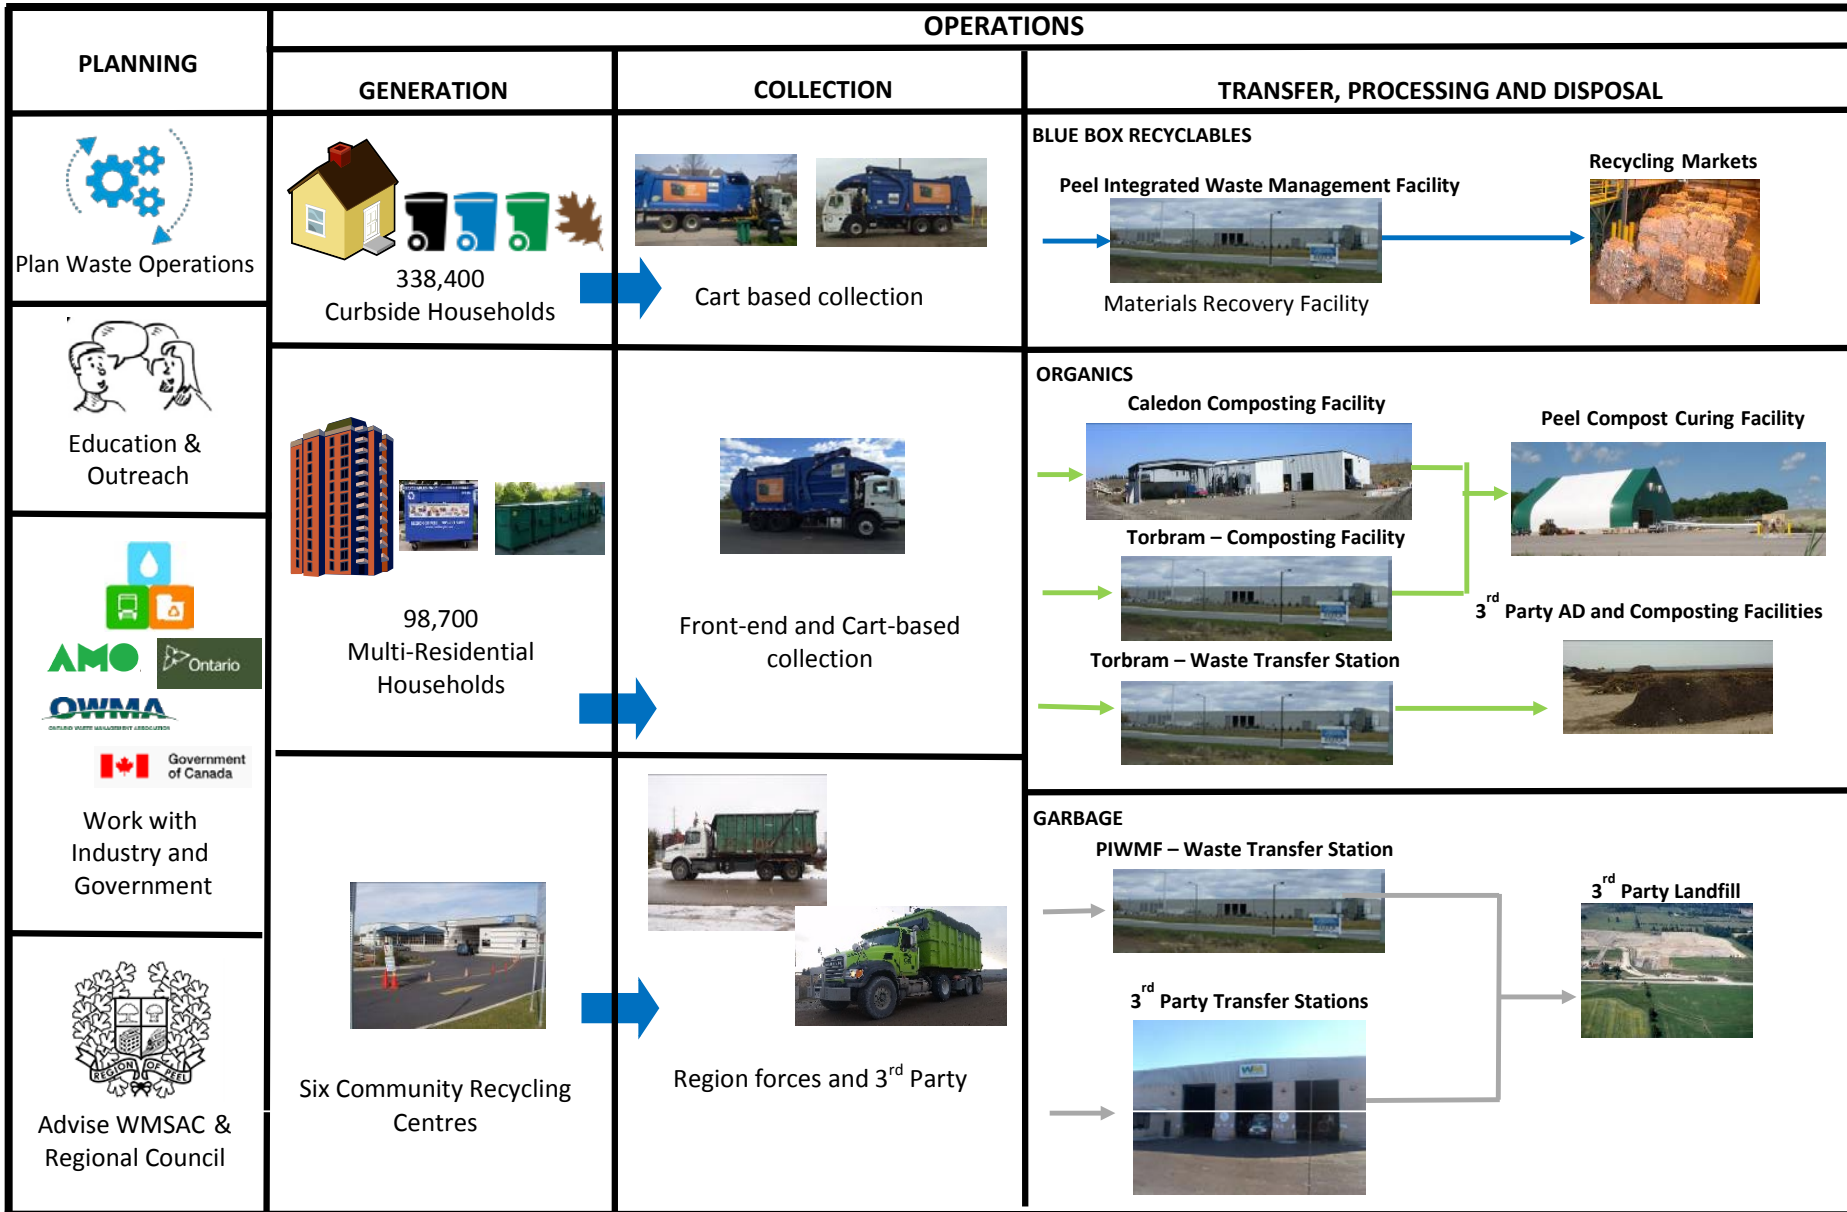 OPERATIONS
PLANNING
GENERATION
COLLECTION
TRANSFER, PROCESSING AND DISPOSAL
Plan Waste Operations
Education &
Outreach
AMO
Ontario
OWMA
ONTARIO WASTE MANAGEMENT ASSOCIATION
Government
of Canada
Work with
Industry and
Government
REGION OF PEEL
Advise WMSAC &
Regional Council
338,400
Curbside Households
98,700
Multi-Residential
Households
Six Community Recycling
Centres
Cart based collection
Front-end and Cart-based
collection
Region forces and 3rd Party
BLUE BOX RECYCLABLES
Peel Integrated Waste Management Facility
Recycling Markets
Materials Recovery Facility
ORGANICS
Caledon Composting Facility
Peel Compost Curing Facility
Torbram – Composting Facility
3rd Party AD and Composting Facilities
Torbram – Waste Transfer Station
GARBAGE
PIWMF – Waste Transfer Station
3rd Party Landfill
3rd Party Transfer Stations
WM